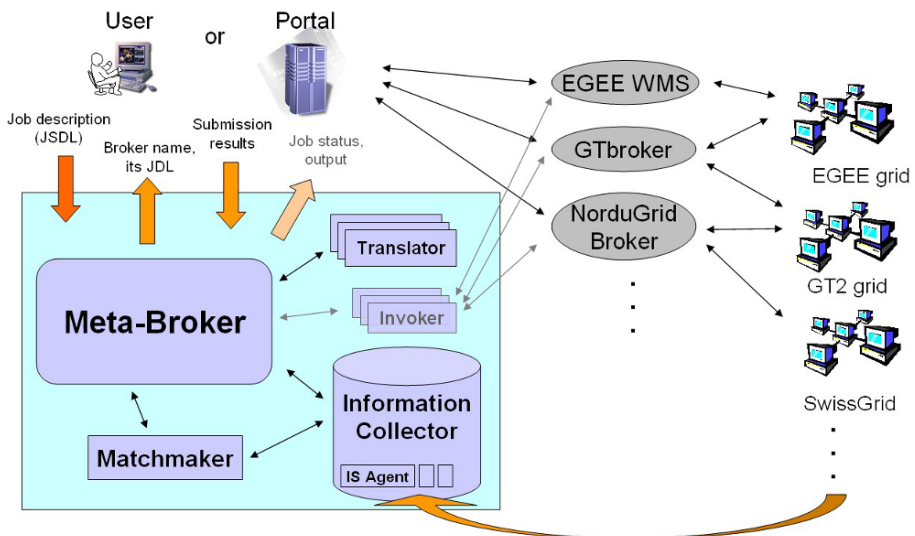 User
or
Portal
Job description
(JSDL)
Broker name,
its JDL
Submission
results
Job status,
output
EGEE WMS
GTbroker
NorduGrid
Broker
EGEE grid
GT2 grid
SwissGrid
Translator
Meta-Broker
Invoker
Information
Collector
IS Agent
Matchmaker